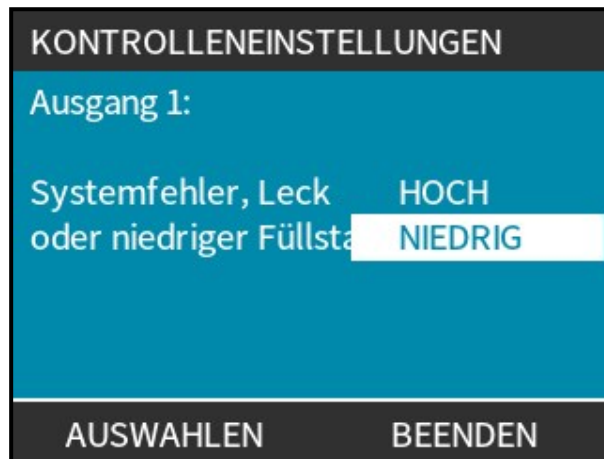 KONTROLLENEINSTELLUNGEN
Ausgang 1:
Systemfehler, Leck HOCH
oder niedriger Füllsta NIEDRIG
AUSWAHLEN BEENDEN